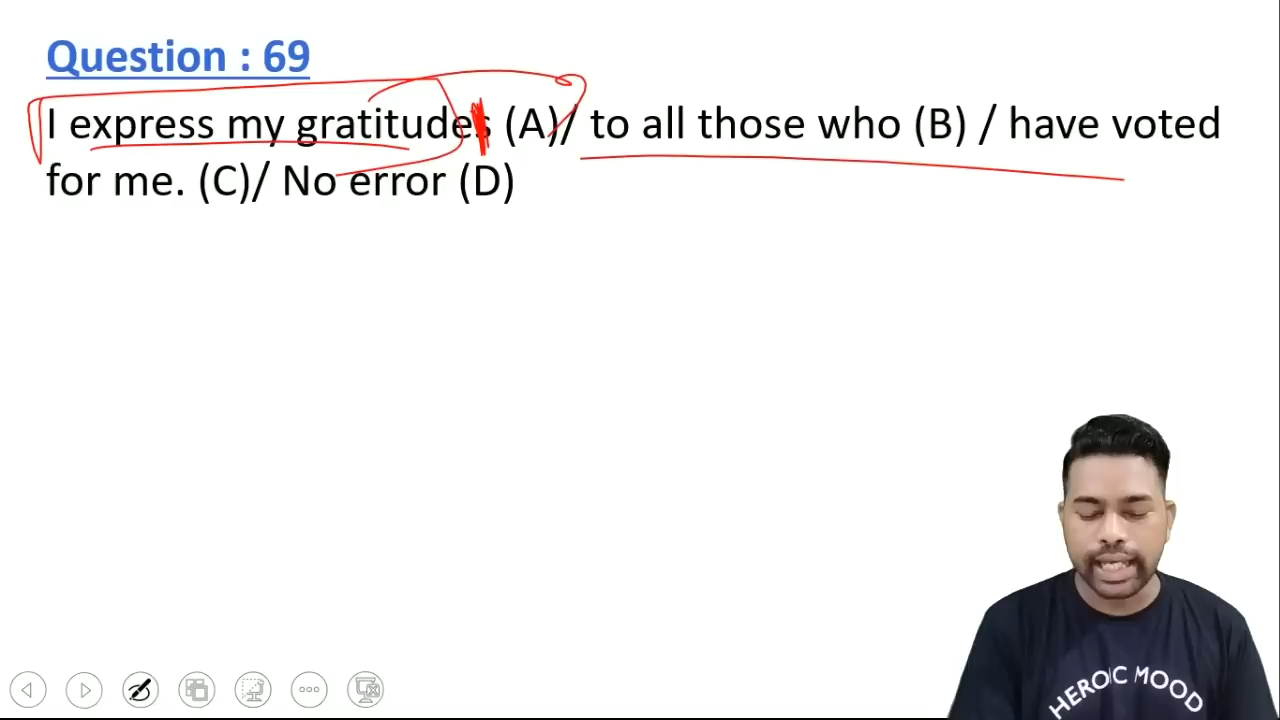 Question : 69
I express my gratitudes (A)/ to all those who (B) / have voted
for me. (C)/ No error (D)
HEROIC MOOD